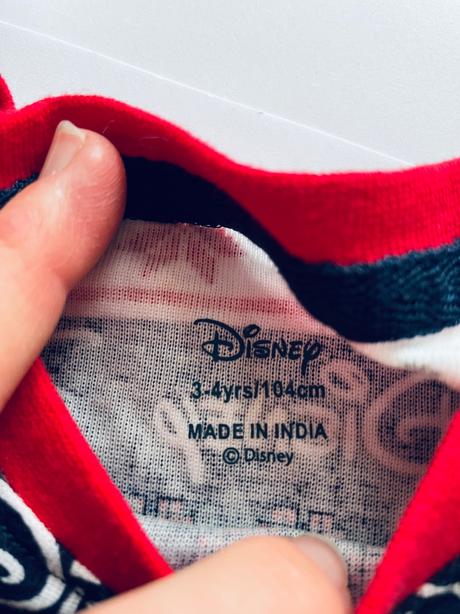 Disney
3-4yrs/104cm
MADE IN INDIA
© Disney